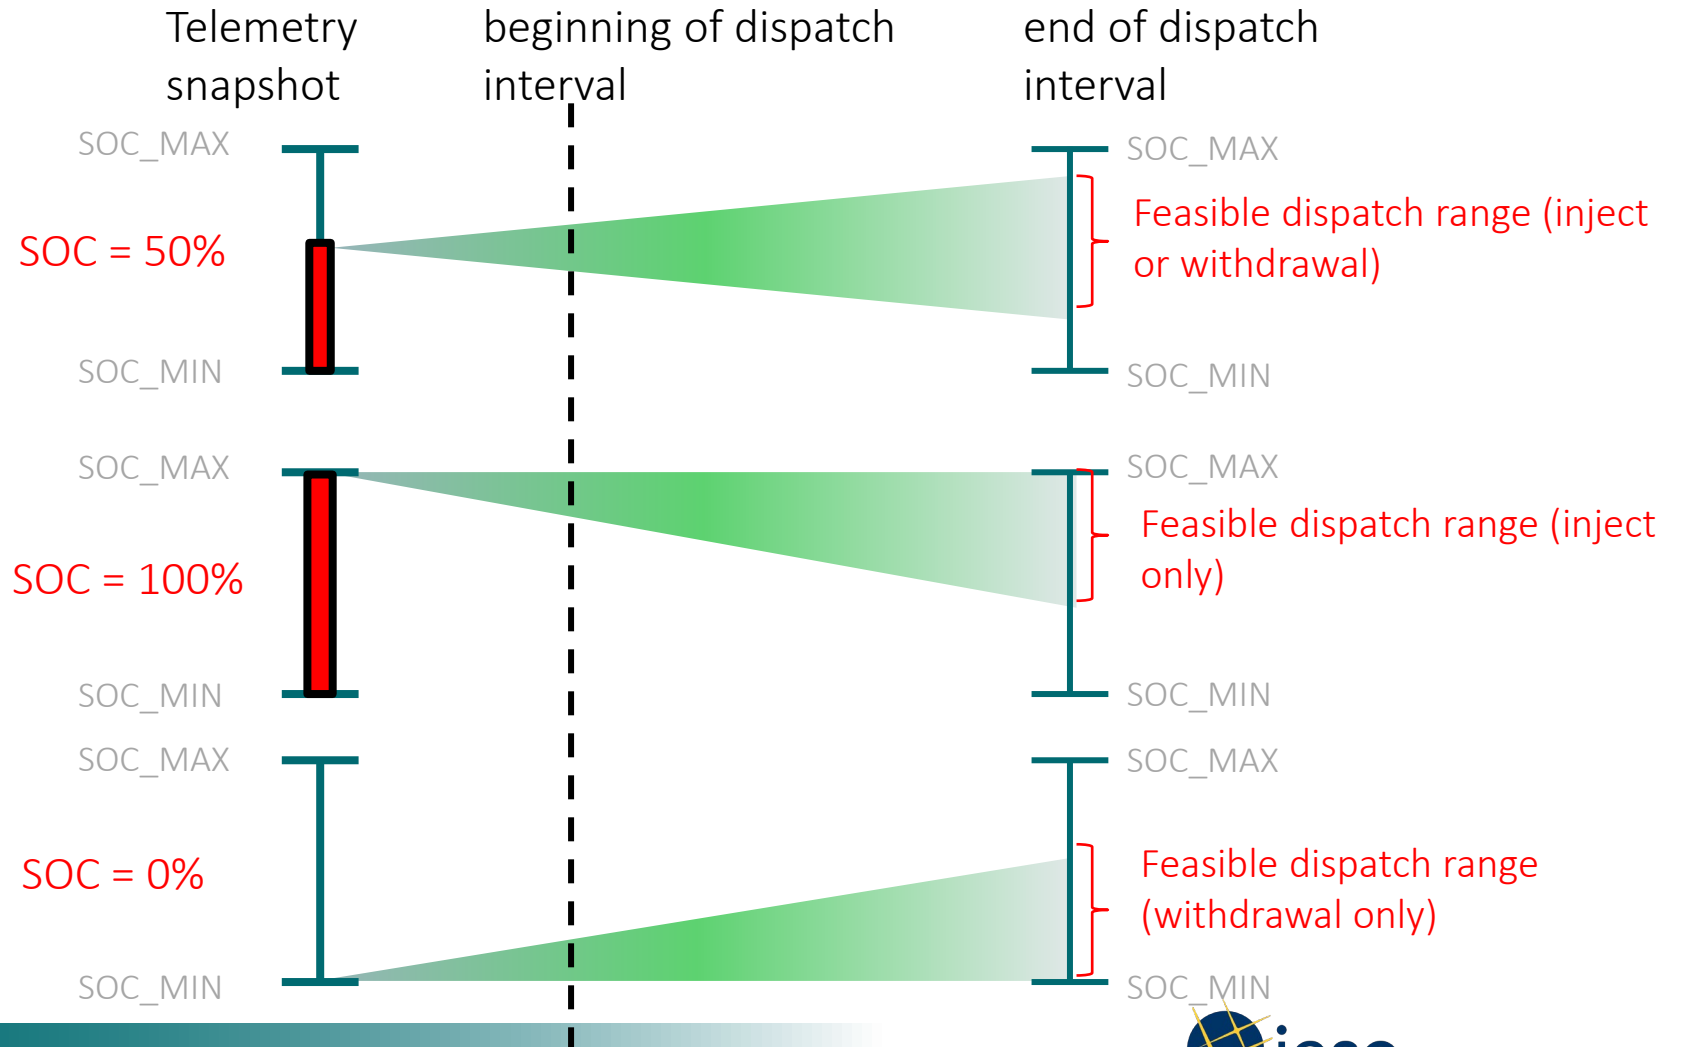 Telemetry
snapshot
beginning of dispatch
interval
end of dispatch
interval
SOC_MAX
SOC = 50%
SOC_MIN
SOC_MAX
Feasible dispatch range (inject
or withdrawal)
SOC_MIN
SOC_MAX
SOC = 100%
SOC_MIN
SOC_MAX
Feasible dispatch range (inject
only)
SOC_MIN
SOC_MAX
SOC = 0%
SOC_MIN
SOC_MAX
Feasible dispatch range
(withdrawal only)
SOC_MIN